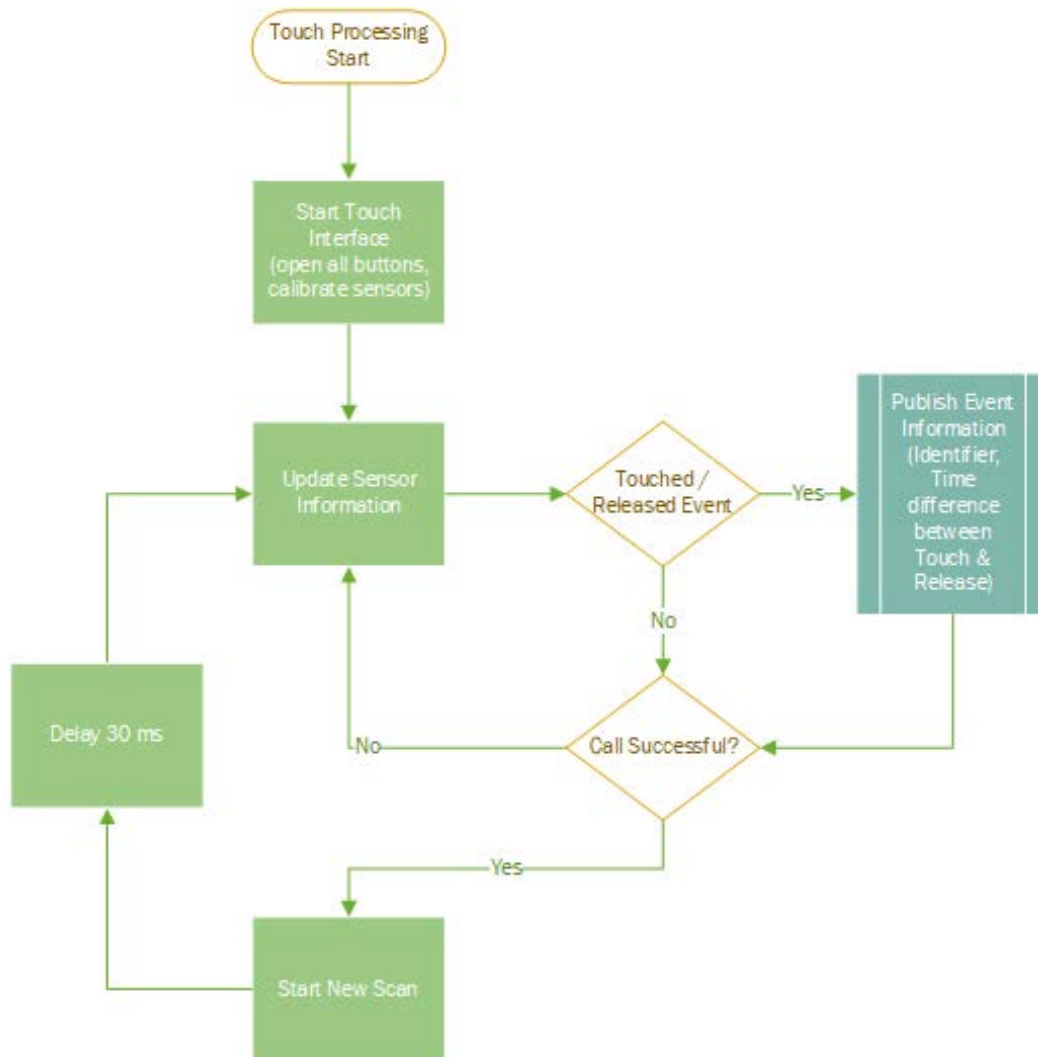 Touch Processing
Start
Start Touch
Interface
(open all buttons,
calibrate sensors)
Update Sensor
Information
Touched /
Released Event
Yes
Publish Event
Information
(Identifier,
Time
difference
between
Touch &
Release)
No
Delay 30 ms
No
Call Successful?
Yes
Start New Scan